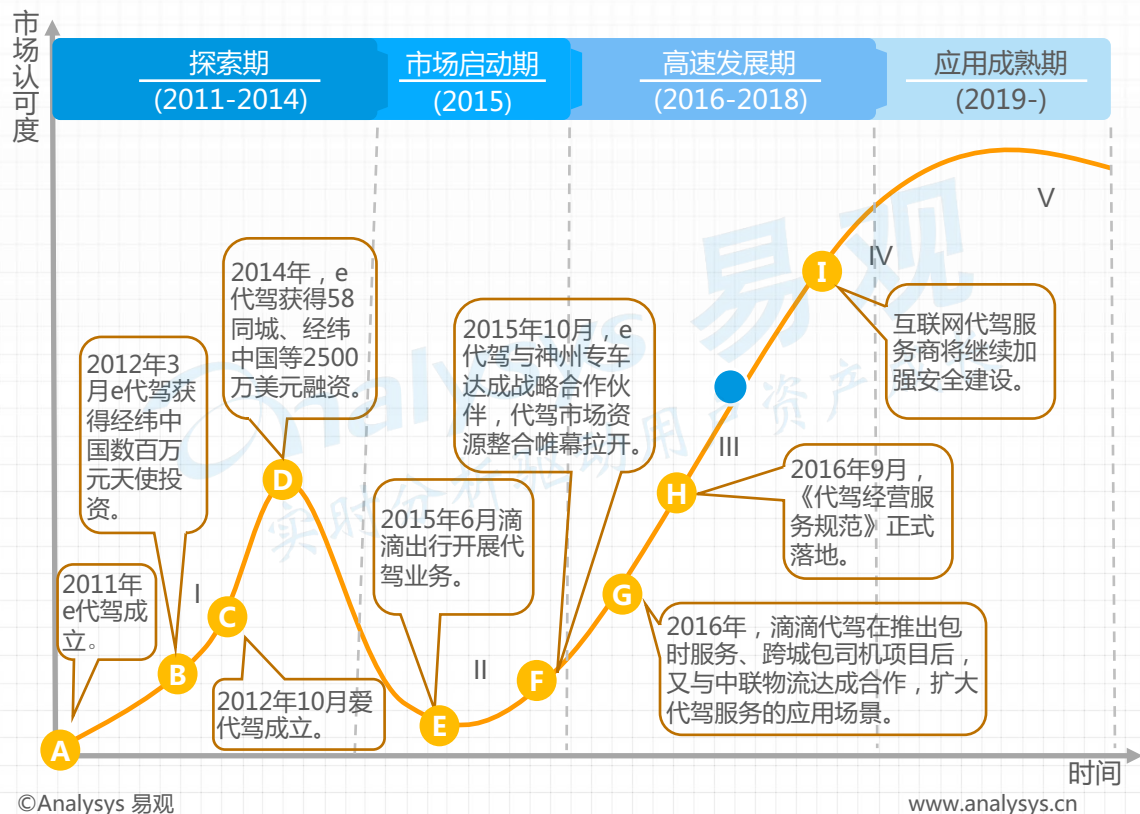 市场认可度
探索期
(2011-2014)
市场启动期
(2015)
高速发展期
(2016-2018)
应用成熟期
(2019-)
2011年
e代驾成
立。
2012年3
月e代驾获
得经纬中
国数百万
元天使投
资。
2012年10月爱
代驾成立。
2014年，e
代驾获得58
同城、经纬
中国等2500
万美元融资。
2015年6月滴
滴出行开展代
驾业务。
2015年10月，e
代驾与神州专车
达成战略合作伙
伴，代驾市场资
源整合帷幕拉开。
2016年，滴滴代驾在推出包
时服务、跨城包司机项目后，
又与中联物流达成合作，扩大
代驾服务的应用场景。
2016年9月，
《代驾经营服
务规范》正式
落地。
互联网代驾服
务商将继续加
强安全建设。
A
B
C
D
E
F
G
H
I
I
II
III
IV
V
时间
nalysys 易观
实时分析驱动用户资产
©Analysys 易观
www.analysys.cn